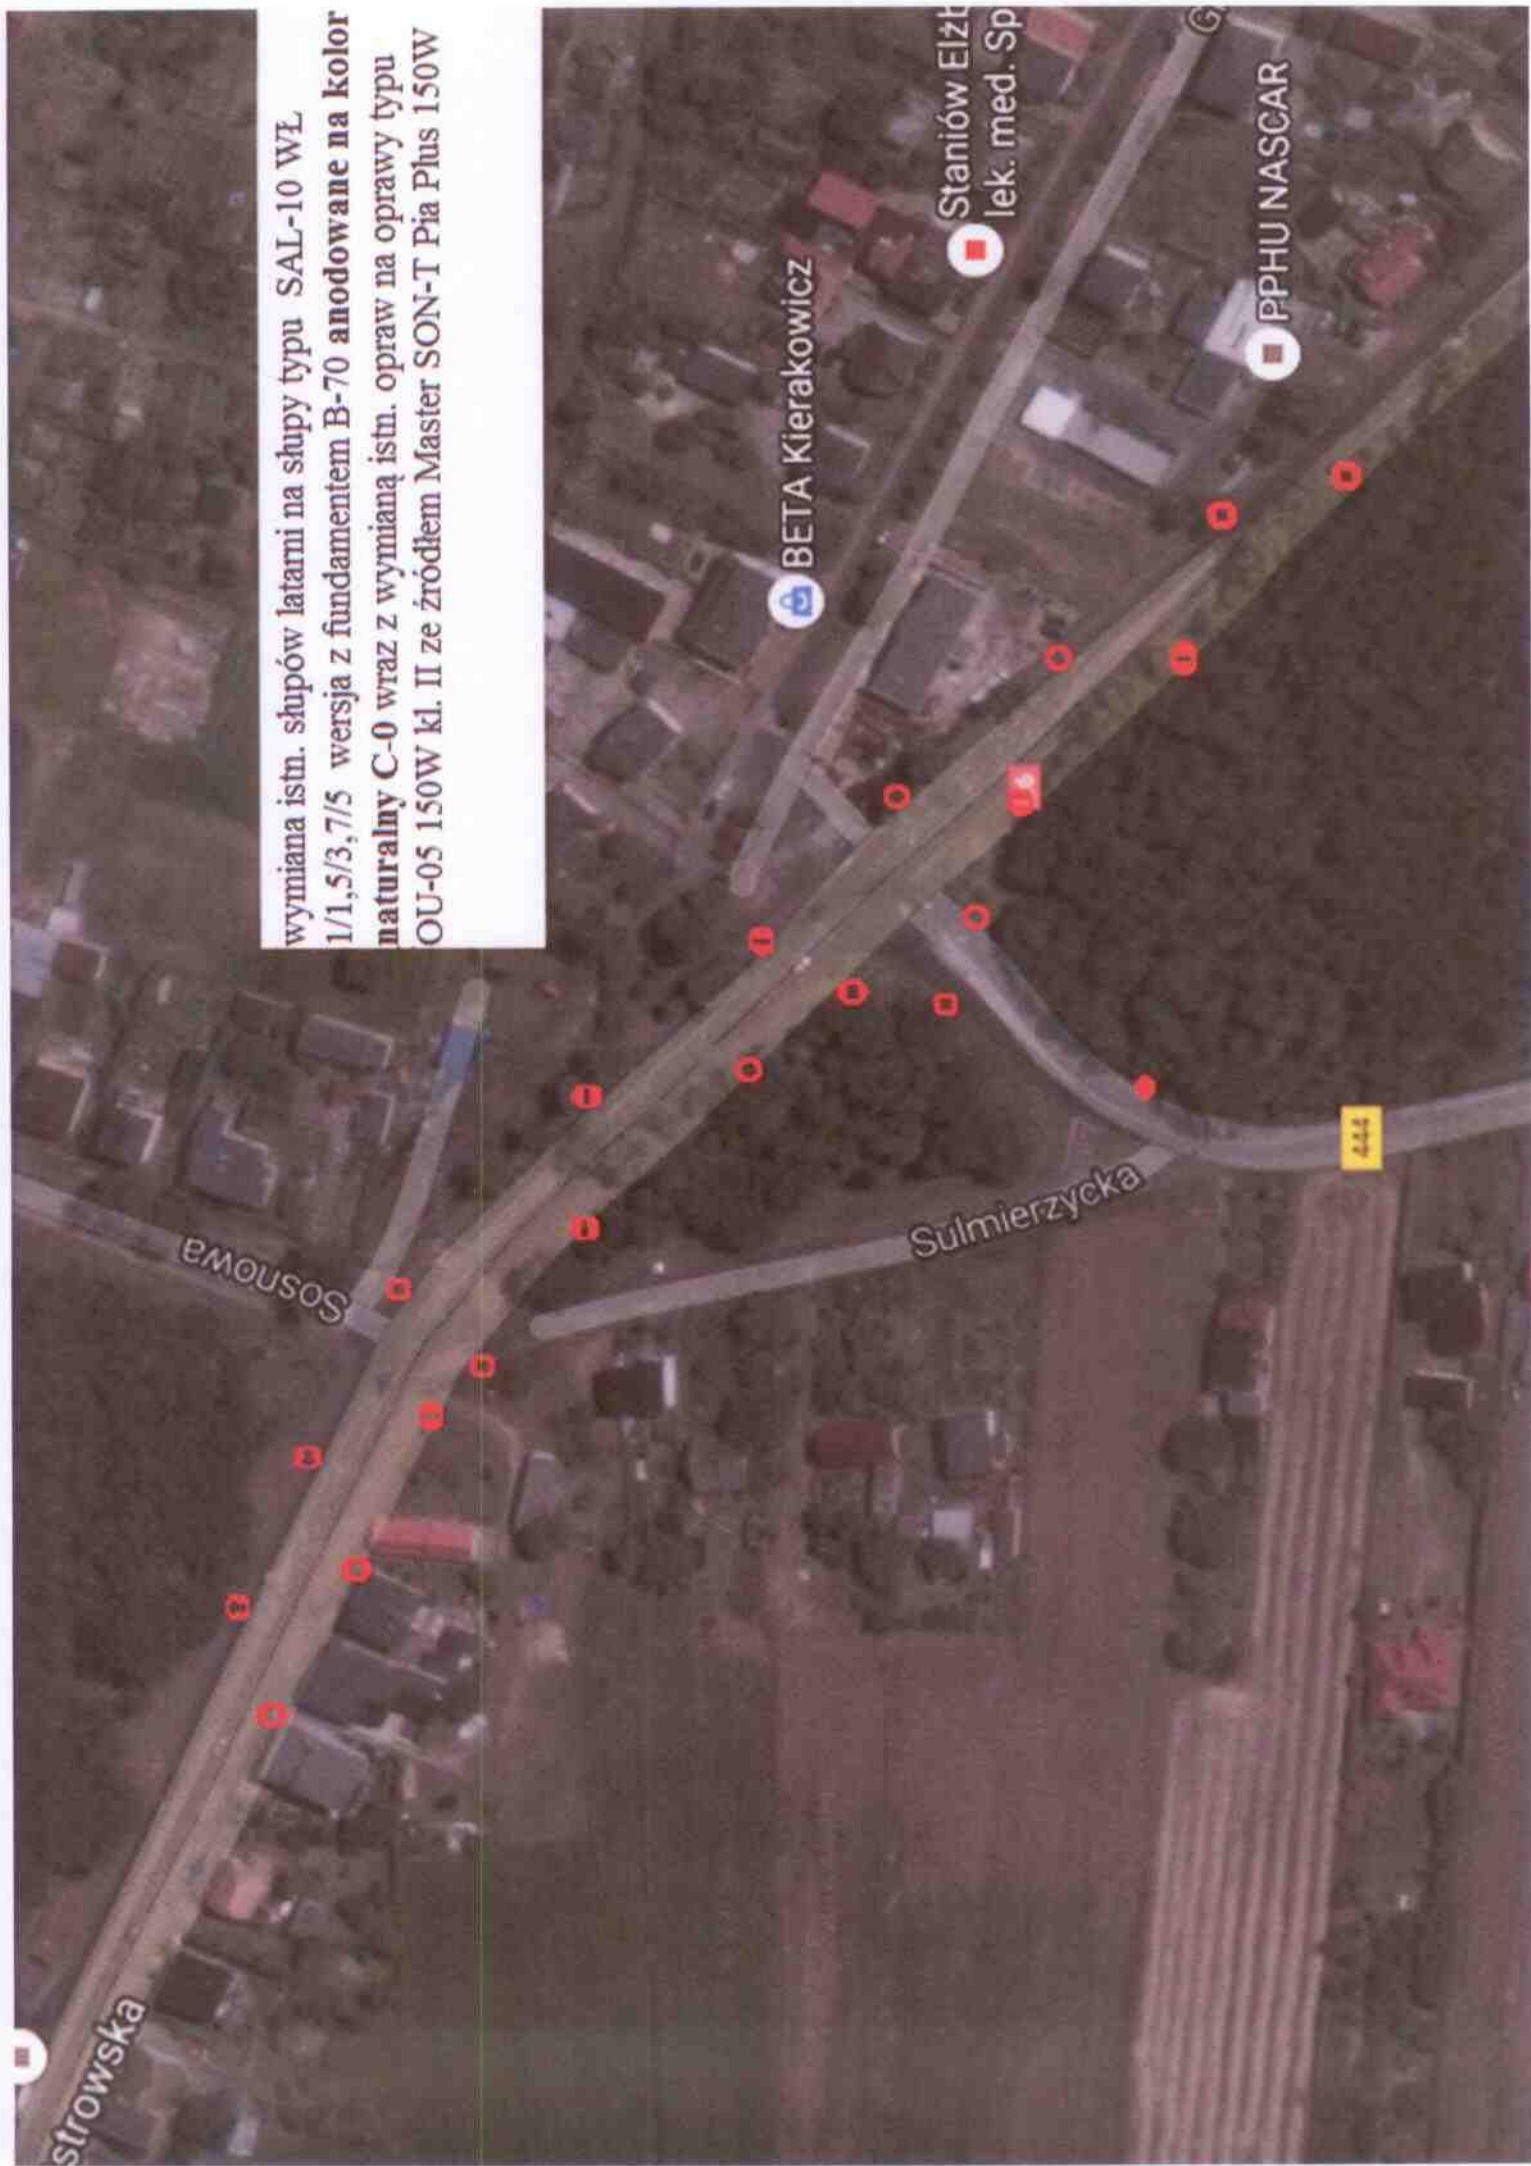 wymiana istn. słupów latarni na słupy typu SAL-10 WŁ
1/1,5/3,7/5 wersja z fundamentem B-70 anodowane na kolor
naturalny C-0 wraz z wymianą istn. opraw na oprawy typu
OU-05 150W kl. II ze źródłem Master SON-T Pia Plus 150W
Staniów Elżb
lek. med. Sp
G
BETA Kierakowicz
PPHU NASCAR
Sosnowa
Sulmierzycka
444
strowska